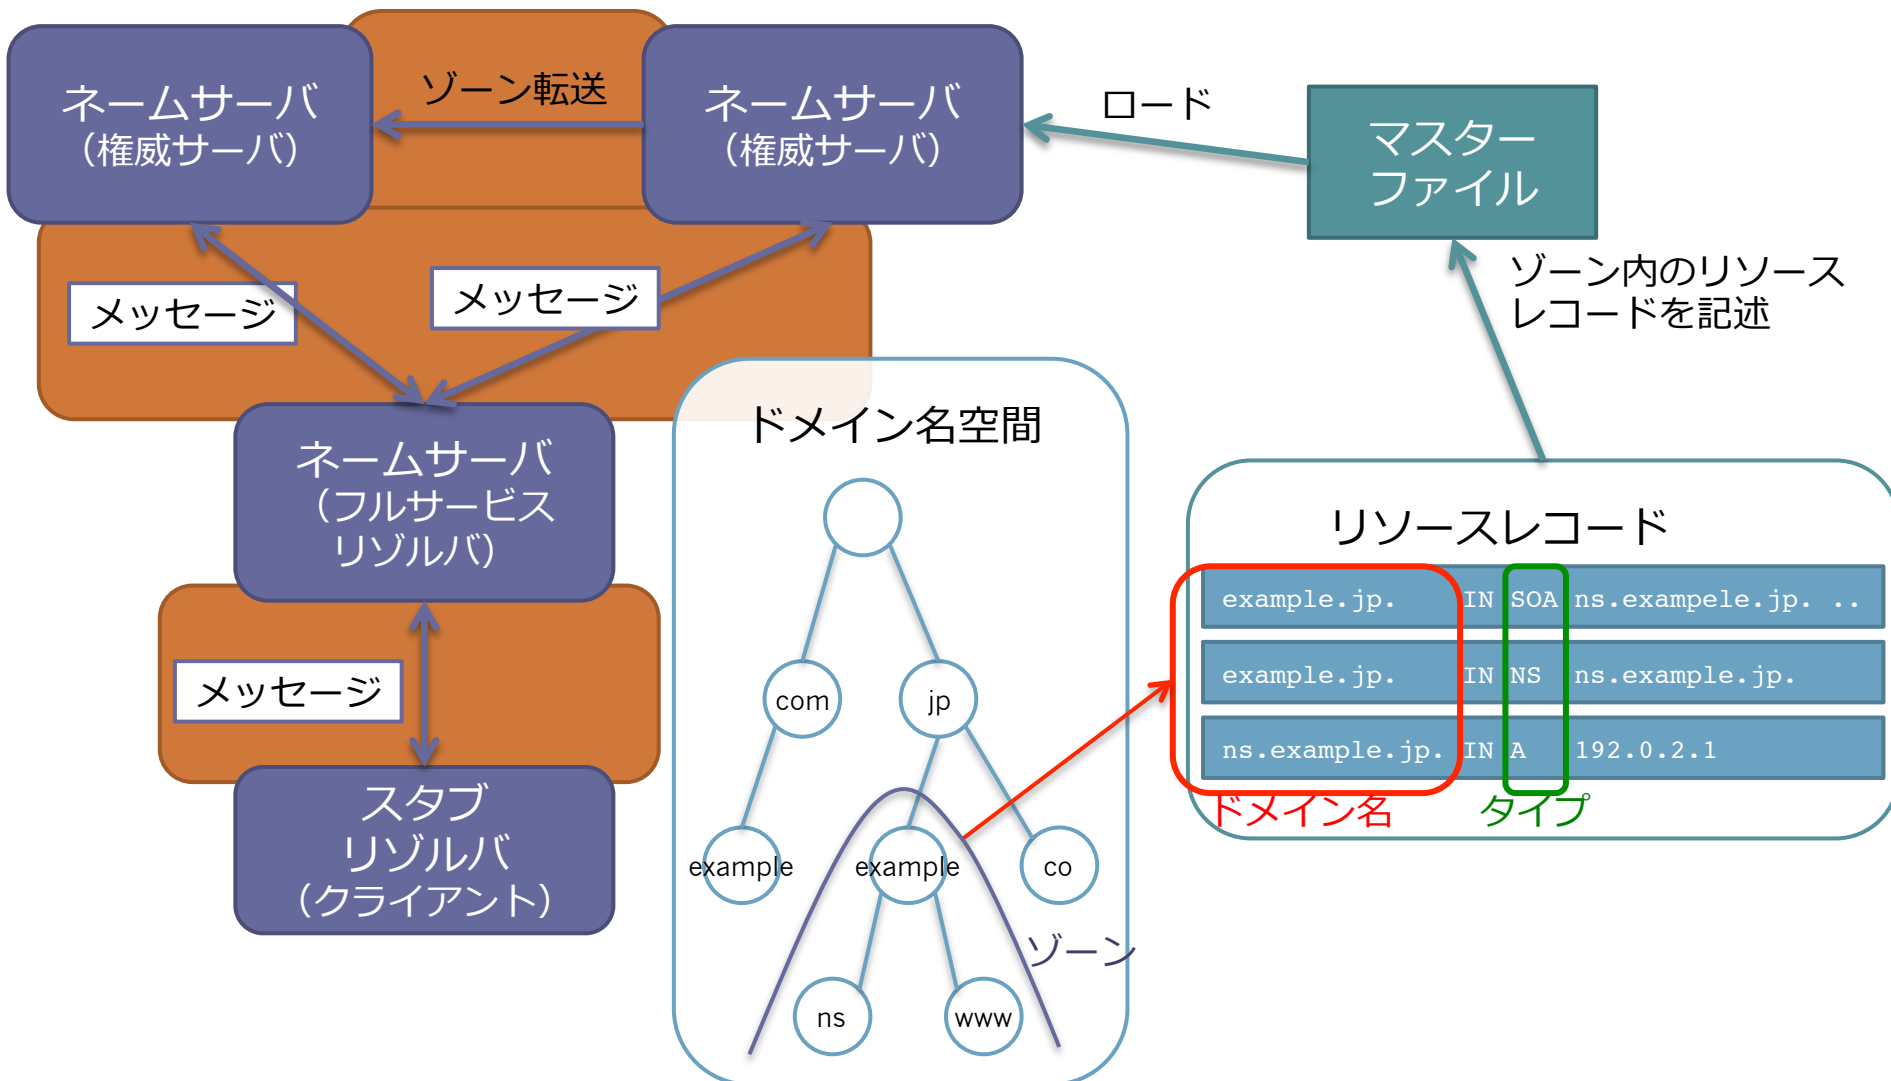 ネームサーバ
（権威サーバ）
ゾーン転送
ネームサーバ
（権威サーバ）
ロード
マスター
ファイル
メッセージ
メッセージ
ゾーン内のリソース
レコードを記述
ネームサーバ
（フルサービス
リゾルバ）
メッセージ
スタブ
リゾルバ
（クライアント）
ドメイン名空間
com
jp
example
example
co
ns
www
ゾーン
リソースレコード
example.jp. IN SOA ns.exampele.jp. ..
example.jp. IN NS ns.example.jp.
ns.example.jp. IN A 192.0.2.1
ドメイン名
タイプ